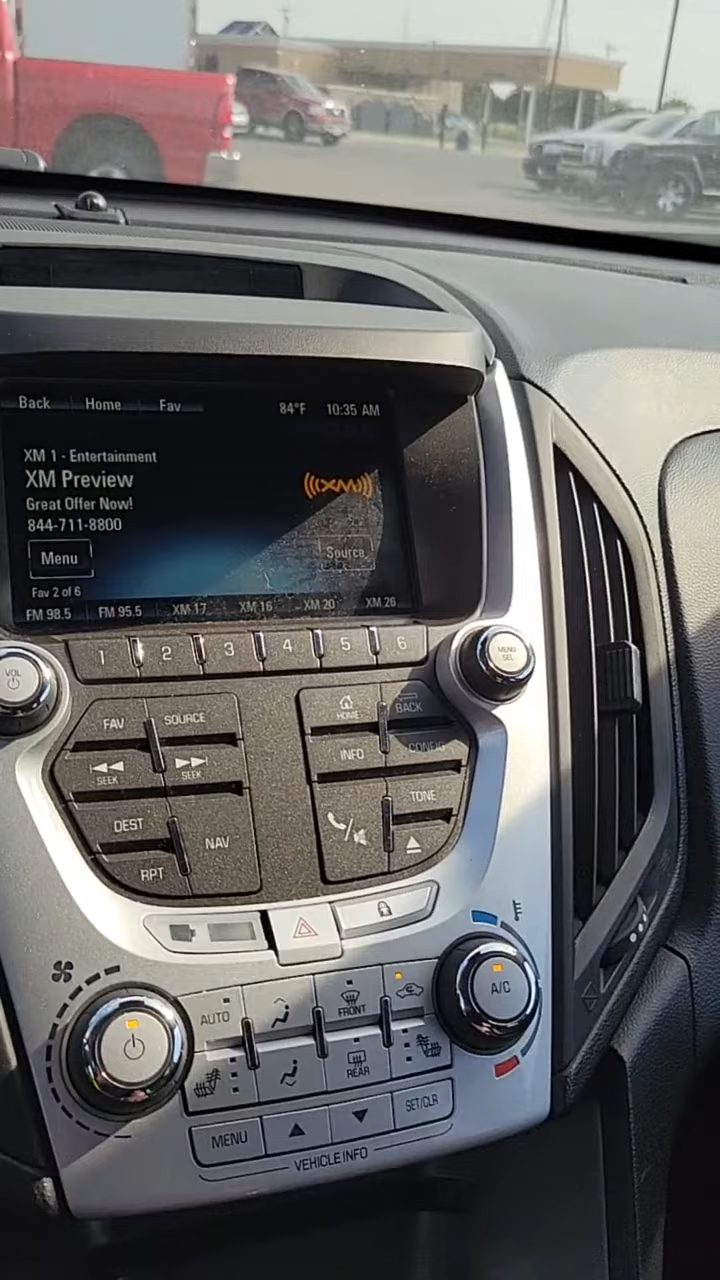 Back Home Fav 84°F 10:35 AM
XM 1 - Entertainment
XM Preview
Great Offer Now!
844-711-8800
((XM))
Menu Source
Fav 2 of 6
FM 98.5 FM 95.5 XM 17 XM 16 XM 20 XM 26
1 2 3 4 5 6
VOL
MENU
SEL
FAV SOURCE
HOME BACK
SEEK SEEK
INFO CONFIG
DEST NAV
TONE
RPT
AUTO
FRONT
A/C
REAR
MENU SET/CLR
VEHICLE INFO